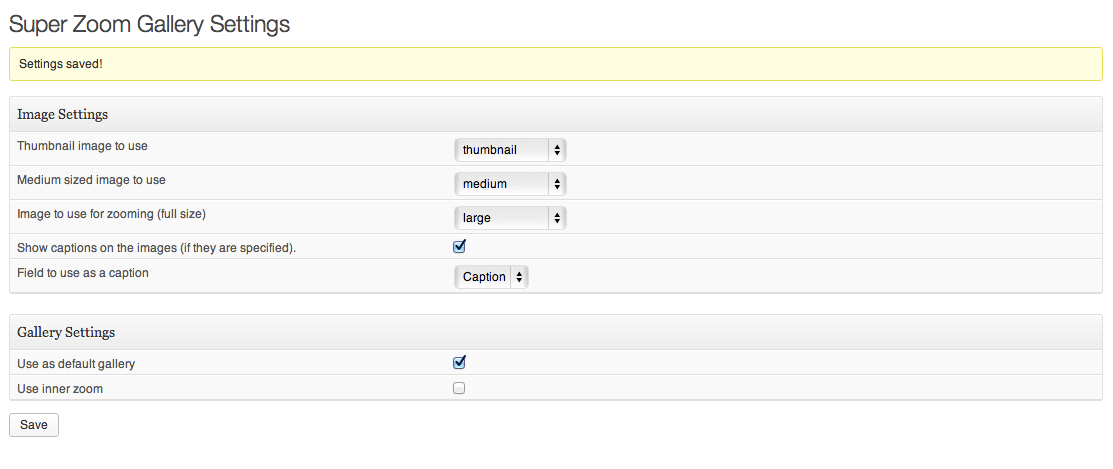 Super Zoom Gallery Settings
Settings saved!
Image Settings
Thumbnail image to use thumbnail
Medium sized image to use medium
Image to use for zooming (full size) large
Show captions on the images (if they are specified).
Field to use as a caption Caption
Gallery Settings
Use as default gallery
Use inner zoom
Save